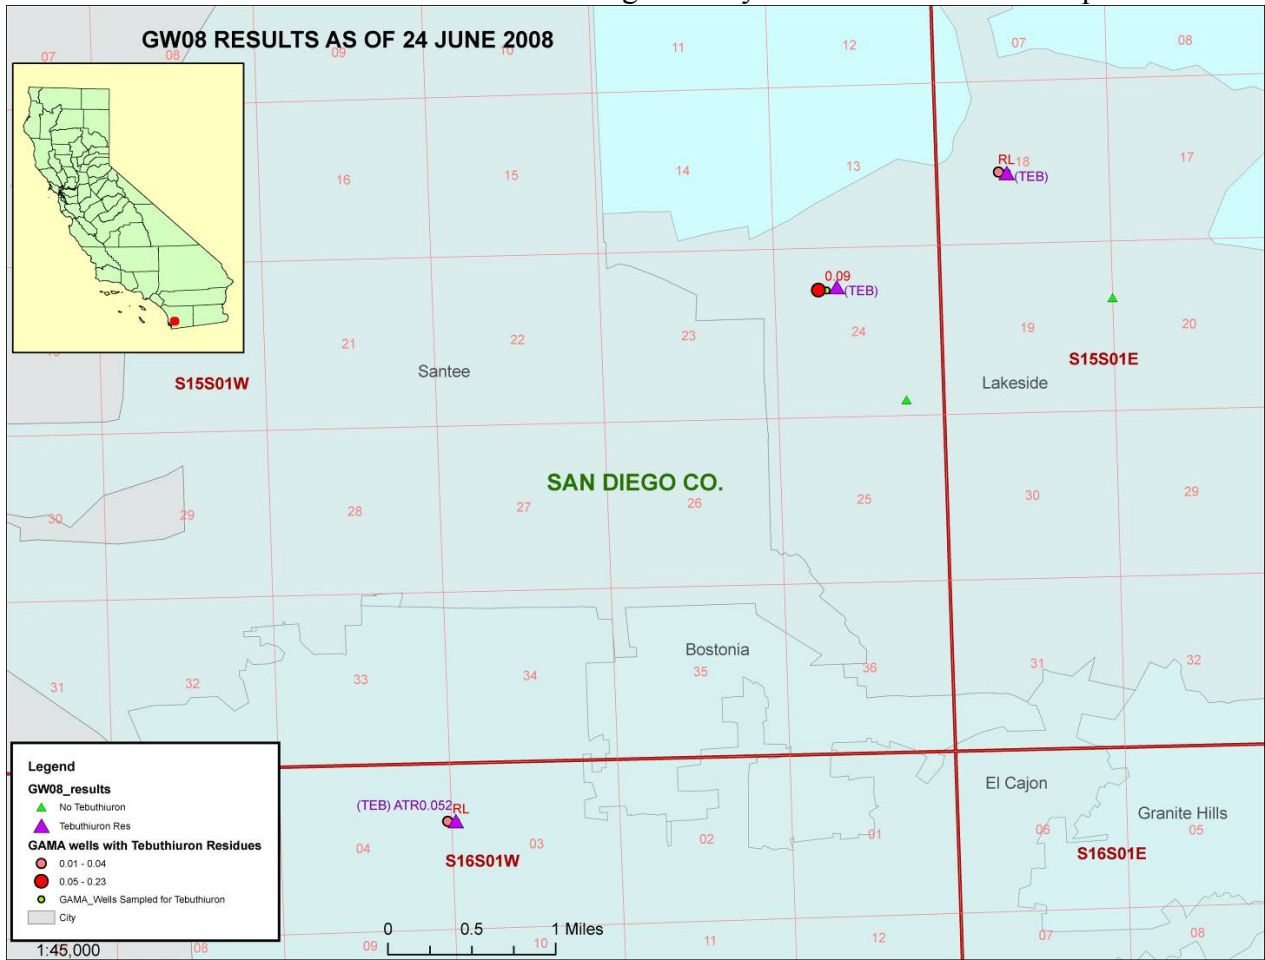 GW08 RESULTS AS OF 24 JUNE 2008
07
08
09
10
11
12
07
08
16
15
14
13
RL
18
17
(TEB)
0.09
(TEB)
21
22
23
24
19
20
S15S01W
Santee
Lakeside
S15S01E
SAN DIEGO CO.
30
29
28
27
26
25
30
29
31
32
33
34
Bostonia
35
36
31
32
Legend
GW08_results
No Tebuthiuron
Tebuthiuron Res
GAMA wells with Tebuthiuron Residues
0.01 - 0.04
0.05 - 0.23
GAMA_Wells Sampled for Tebuthiuron
City
1:45,000
(TEB) ATR0.052
RL
04
03
02
01
El Cajon
06
Granite Hills
05
S16S01W
S16S01E
0 0.5 1 Miles
08
09
10
11
12
07
08